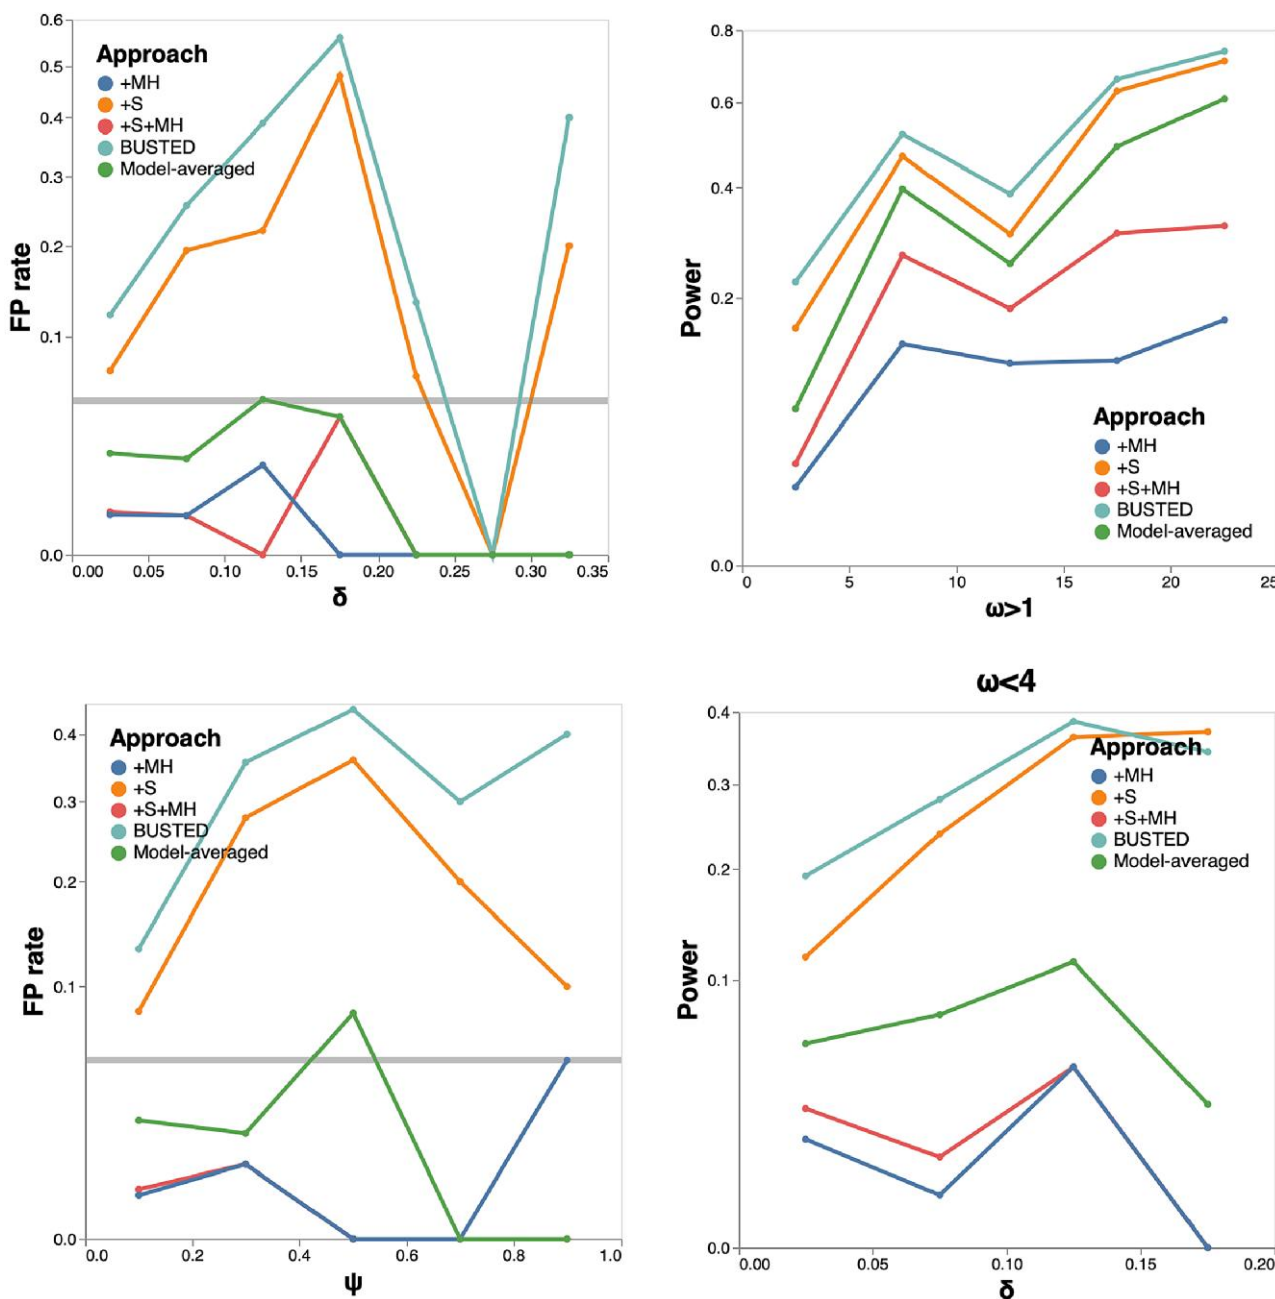 0.6
0.5
0.4
0.3
0.2
0.1
0.0
FP rate
Approach
+MH
+S
+S+MH
BUSTED
Model-averaged
0.00 0.05 0.10 0.15 0.20 0.25 0.30 0.35
δ
0.8
0.6
0.4
0.2
0.0
Power
Approach
+MH
+S
+S+MH
BUSTED
Model-averaged
0 5 10 15 20 25
ω>1
0.4
0.3
0.2
0.1
0.0
FP rate
Approach
+MH
+S
+S+MH
BUSTED
Model-averaged
0.0 0.2 0.4 0.6 0.8 1.0
ψ
ω<4
0.4
0.3
0.2
0.1
0.0
Power
Approach
+MH
+S
+S+MH
BUSTED
Model-averaged
0.00 0.05 0.10 0.15 0.20
δ